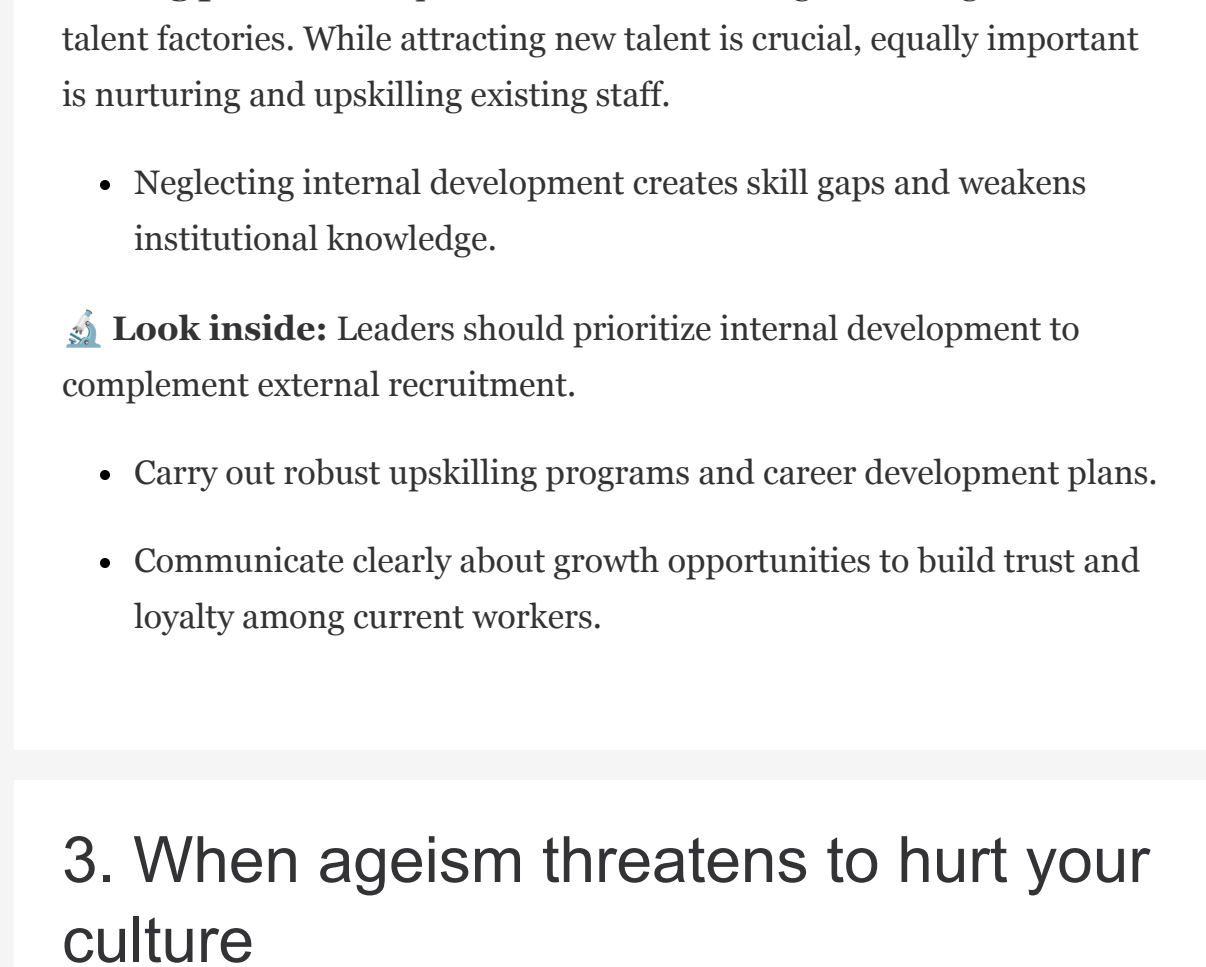 talent factories. While attracting new talent is crucial, equally important
is nurturing and upskilling existing staff.
• Neglecting internal development creates skill gaps and weakens
institutional knowledge.
🔬 Look inside: Leaders should prioritize internal development to
complement external recruitment.
• Carry out robust upskilling programs and career development plans.
• Communicate clearly about growth opportunities to build trust and
loyalty among current workers.
3. When ageism threatens to hurt your
culture